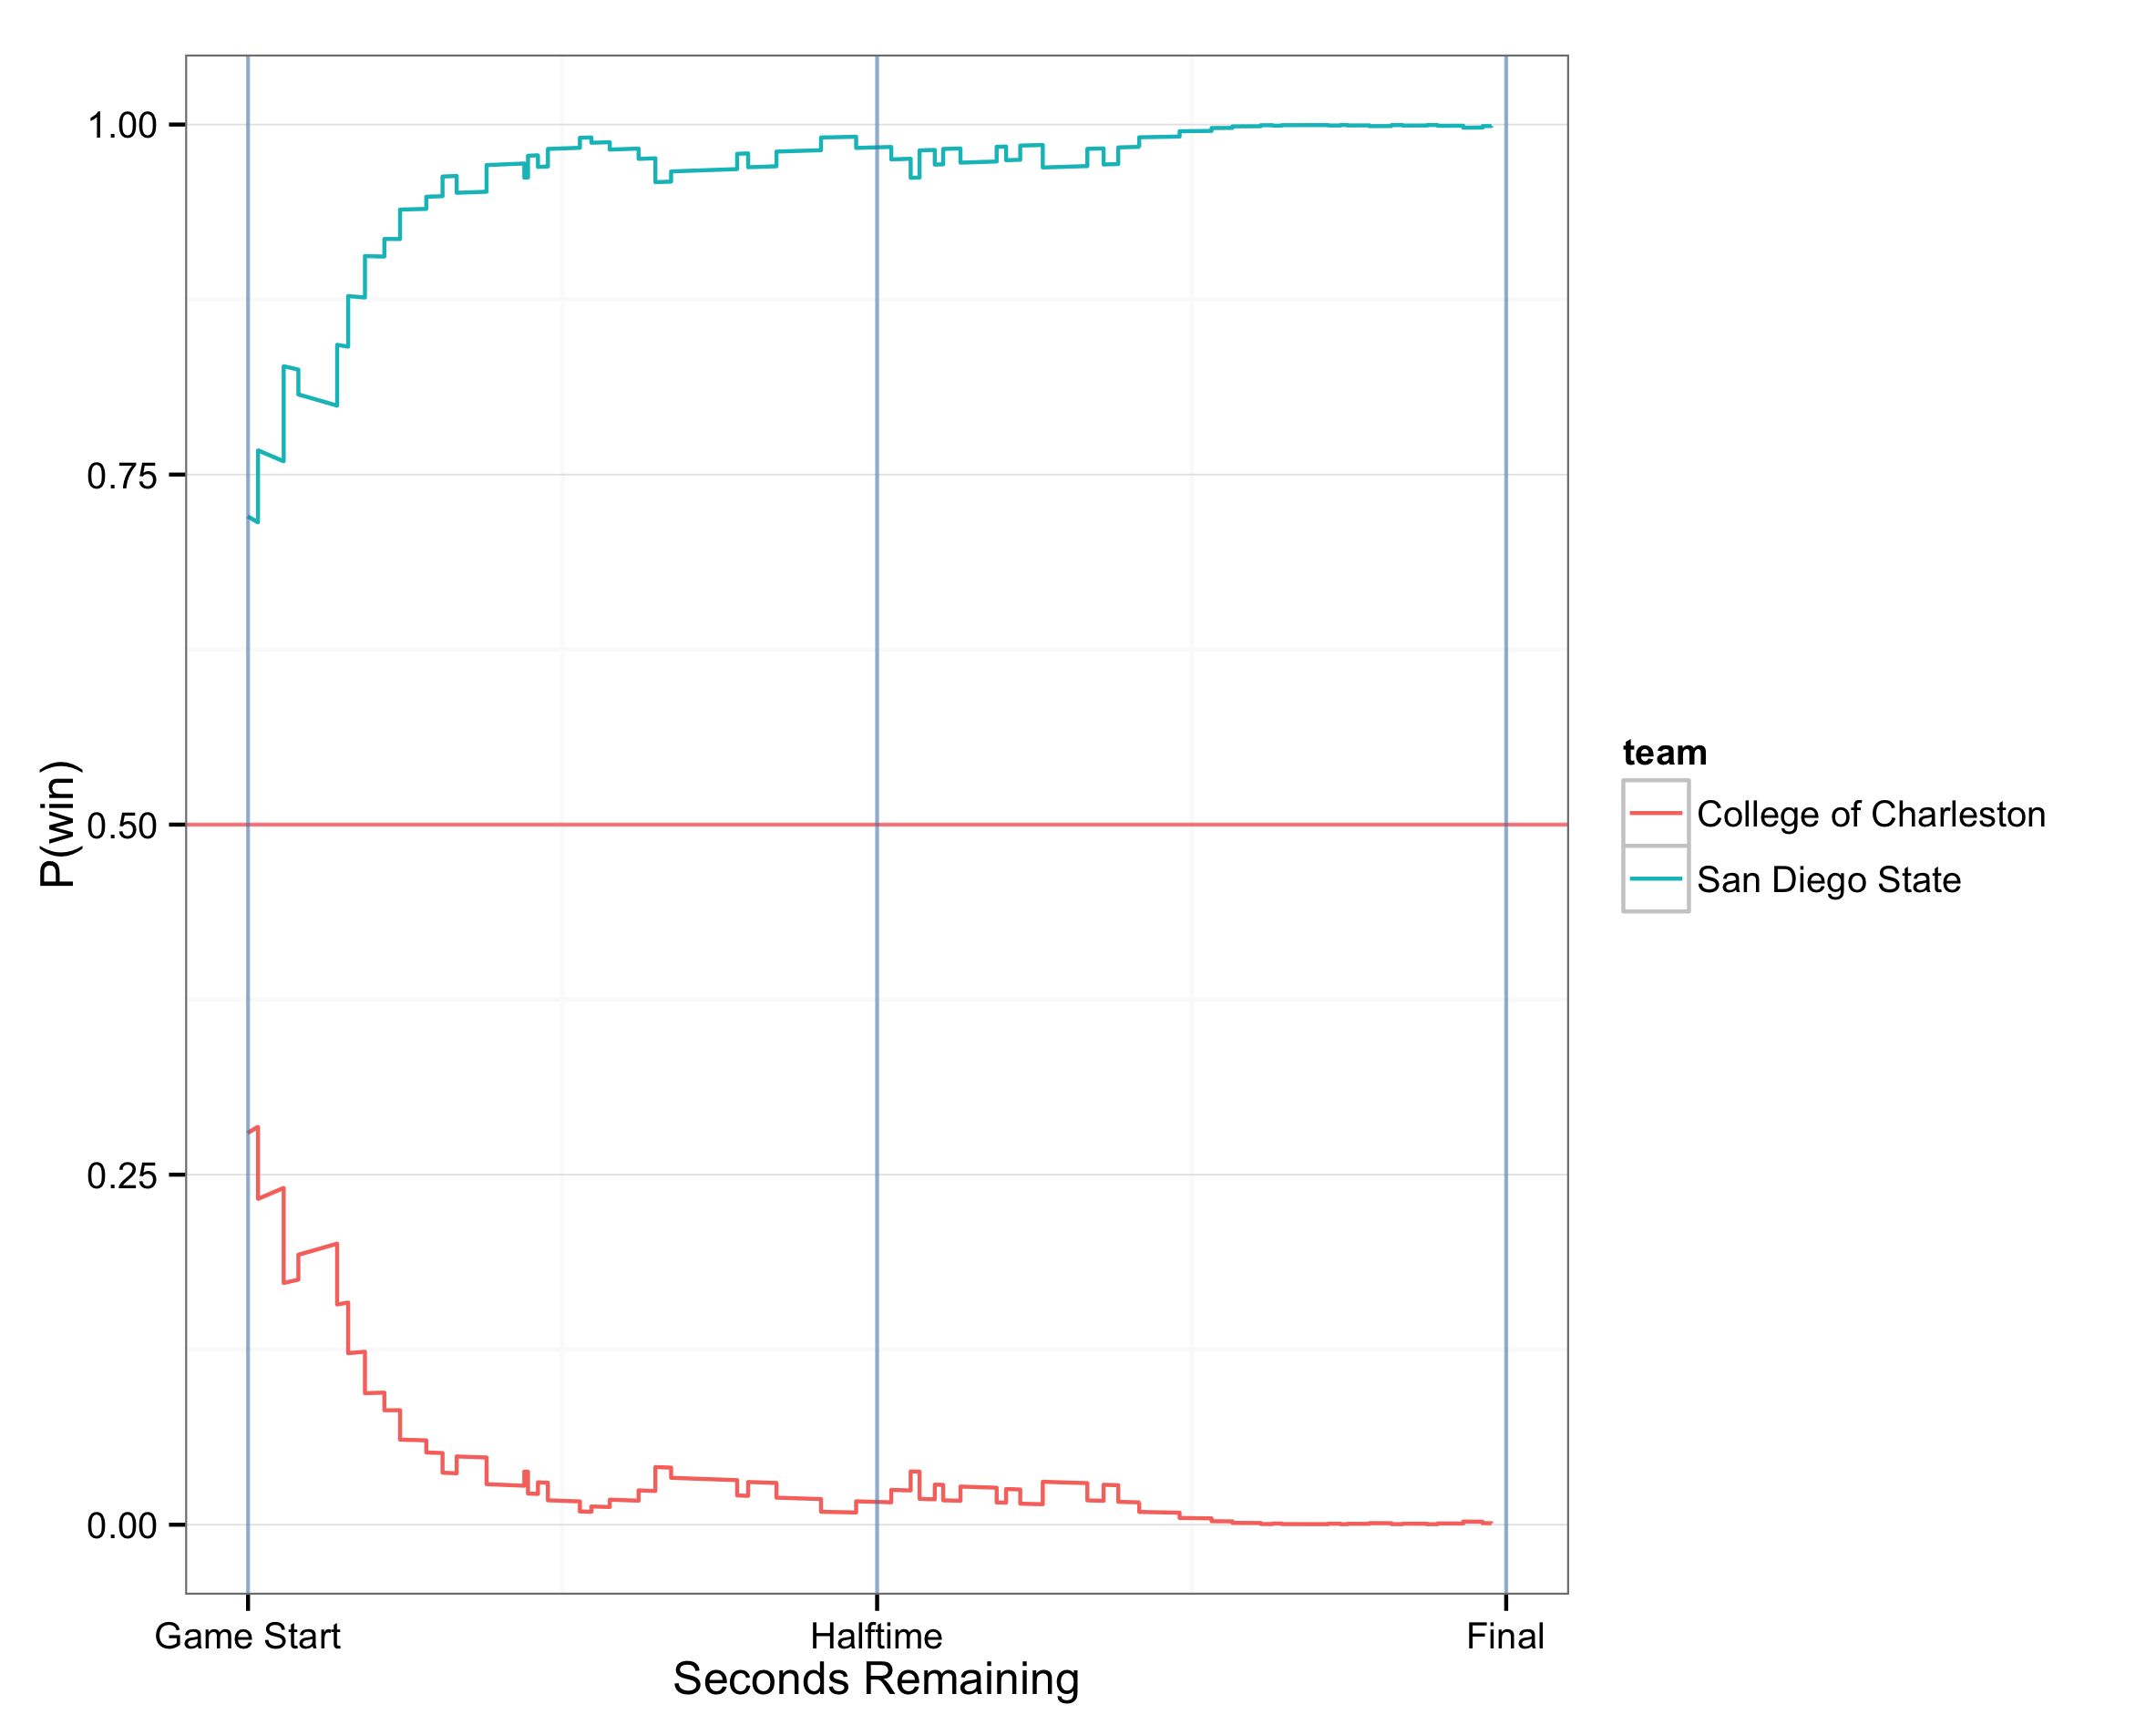 1.00
0.75
0.50
0.25
0.00
P(win)
Game Start
Halftime
Final
Seconds Remaining
team
College of Charleston
San Diego State